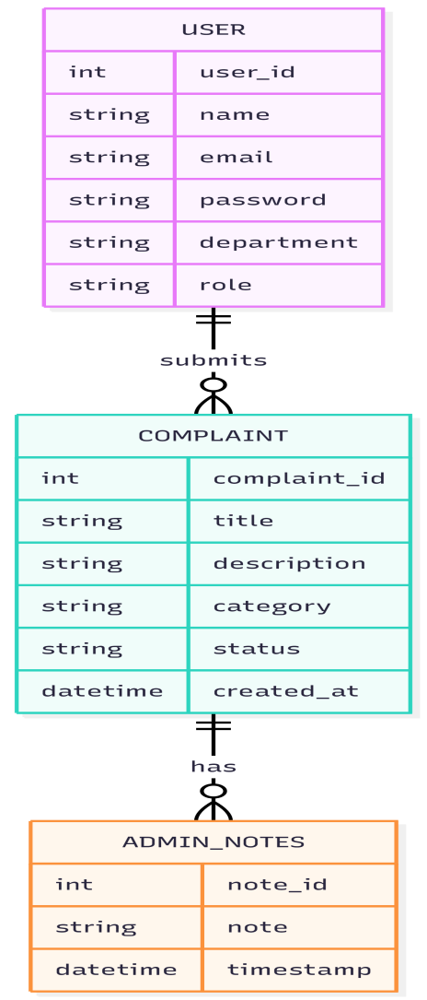 USER
int user_id
string name
string email
string password
string department
string role
submits
COMPLAINT
int complaint_id
string title
string description
string category
string status
datetime created_at
has
ADMIN_NOTES
int note_id
string note
datetime timestamp